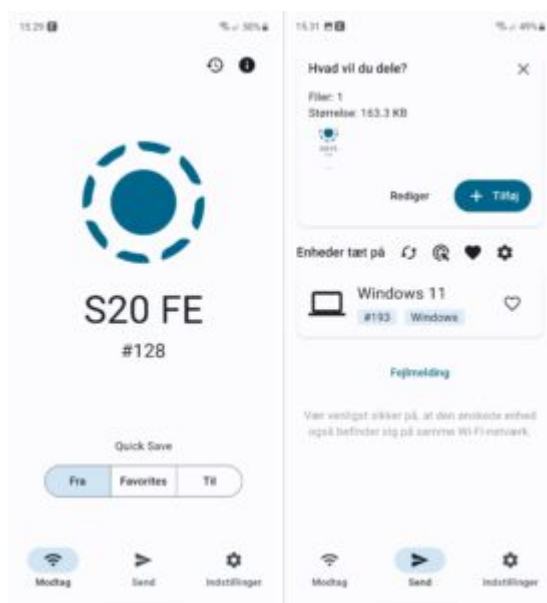 15.29
50%
S20 FE
#128
Quick Save
Fra
Favorites
Til
Modtag
Send
Indstillinger
15.31
49%
Hvad vil du dele?
Filer: 1
Størrelse: 163.3 KB
Rediger
+ Tilføj
Enheder tæt på
Windows 11
#193
Windows
Fejlmelding
Vær venligst sikker på, at den ønskede enhed
også befinder sig på samme Wi-Fi-netværk.
Modtag
Send
Indstillinger